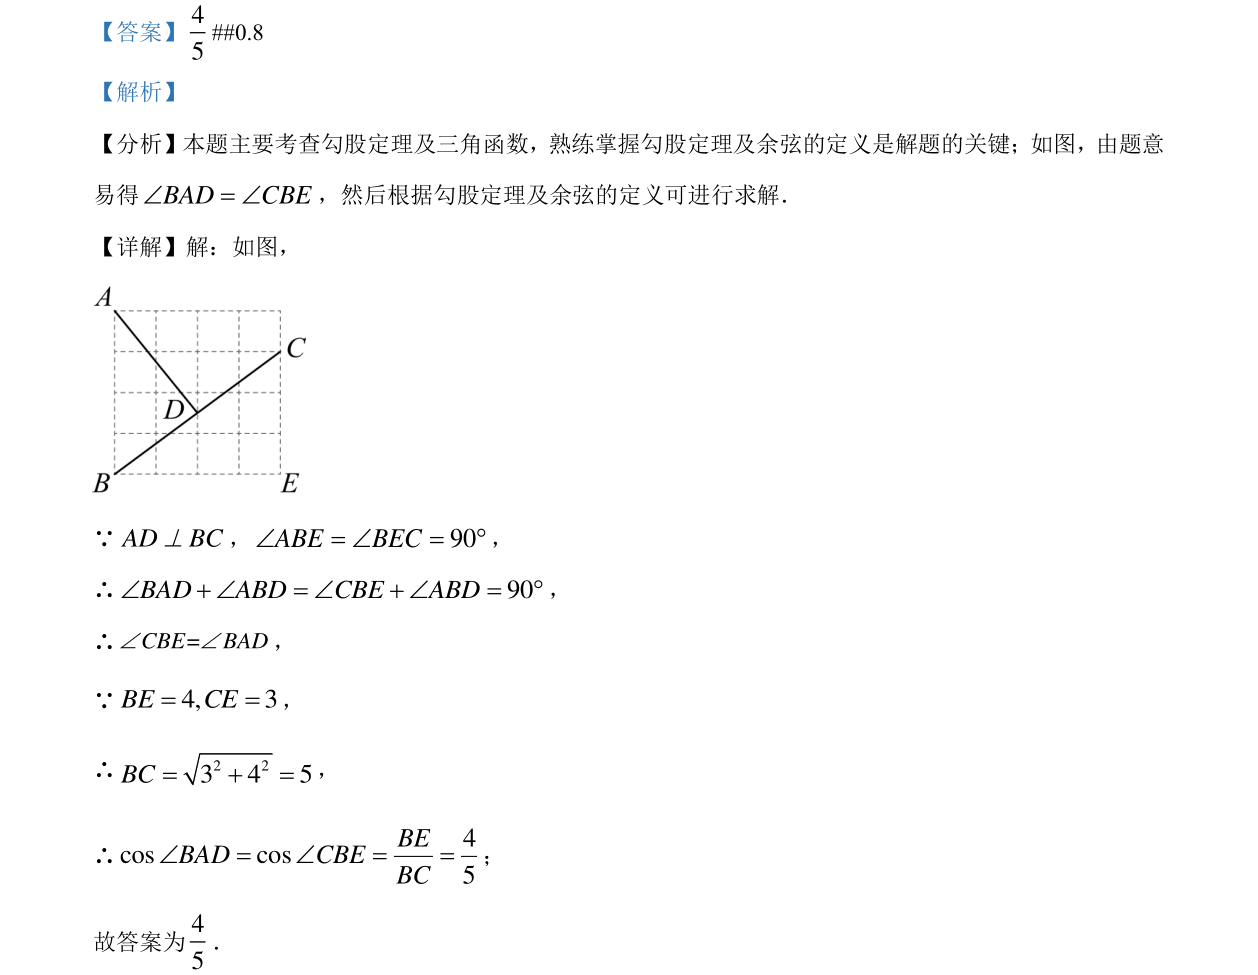 【答案】4/5##0.8
【解析】
【分析】本题主要考查勾股定理及三角函数，熟练掌握勾股定理及余弦的定义是解题的关键；如图，由题意
易得∠BAD = ∠CBE，然后根据勾股定理及余弦的定义可进行求解．
【详解】解：如图，
A
C
D
B
E
∵ AD ⊥ BC，∠ABE = ∠BEC = 90°，
∴ ∠BAD + ∠ABD = ∠CBE + ∠ABD = 90°，
∴ ∠CBE=∠BAD，
∵ BE = 4, CE = 3，
∴ BC = √(3² + 4²) = 5，
∴ cos∠BAD = cos∠CBE = BE/BC = 4/5；
故答案为 4/5．